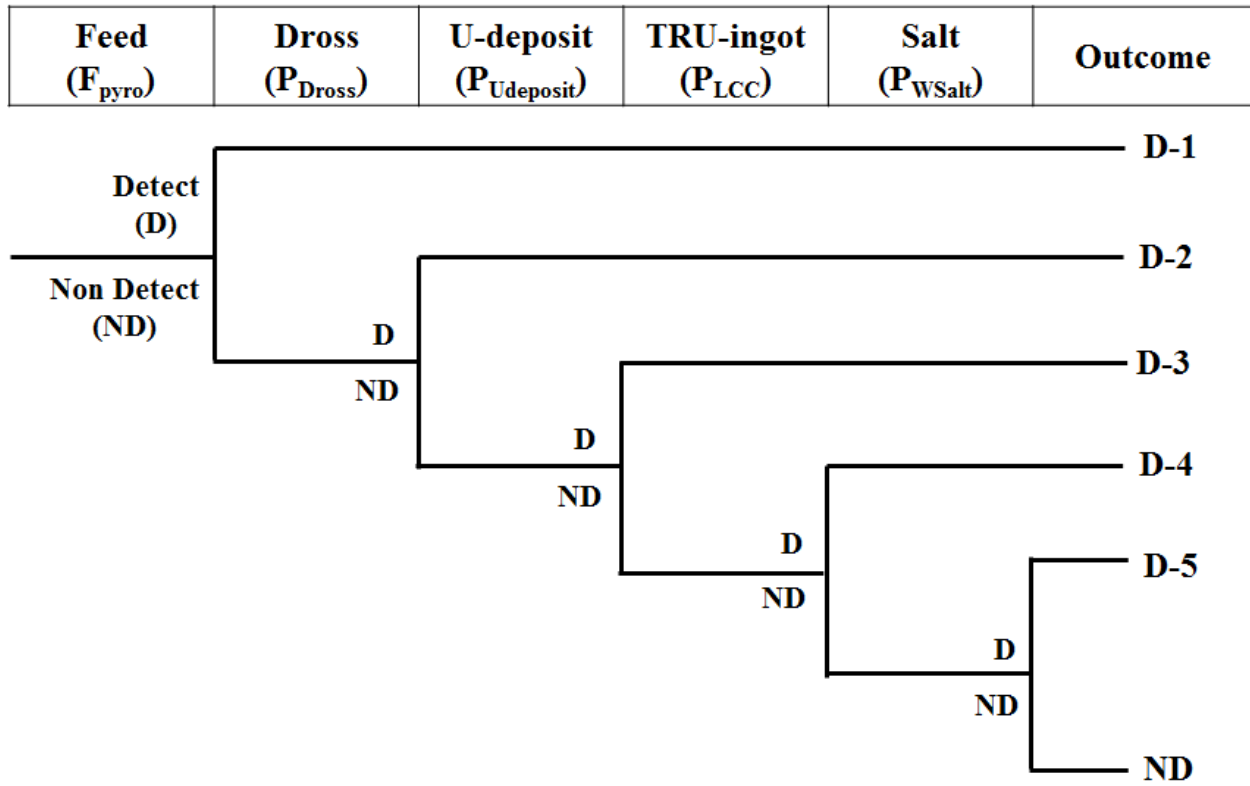 Feed
(Fpyro)
Dross
(PDross)
U-deposit
(PUdeposit)
TRU-ingot
(PLCC)
Salt
(PWSalt)
Outcome
D-1
Detect
(D)
D-2
Non Detect
(ND)
D
D-3
ND
D
D-4
ND
D
D-5
ND
D
ND
ND